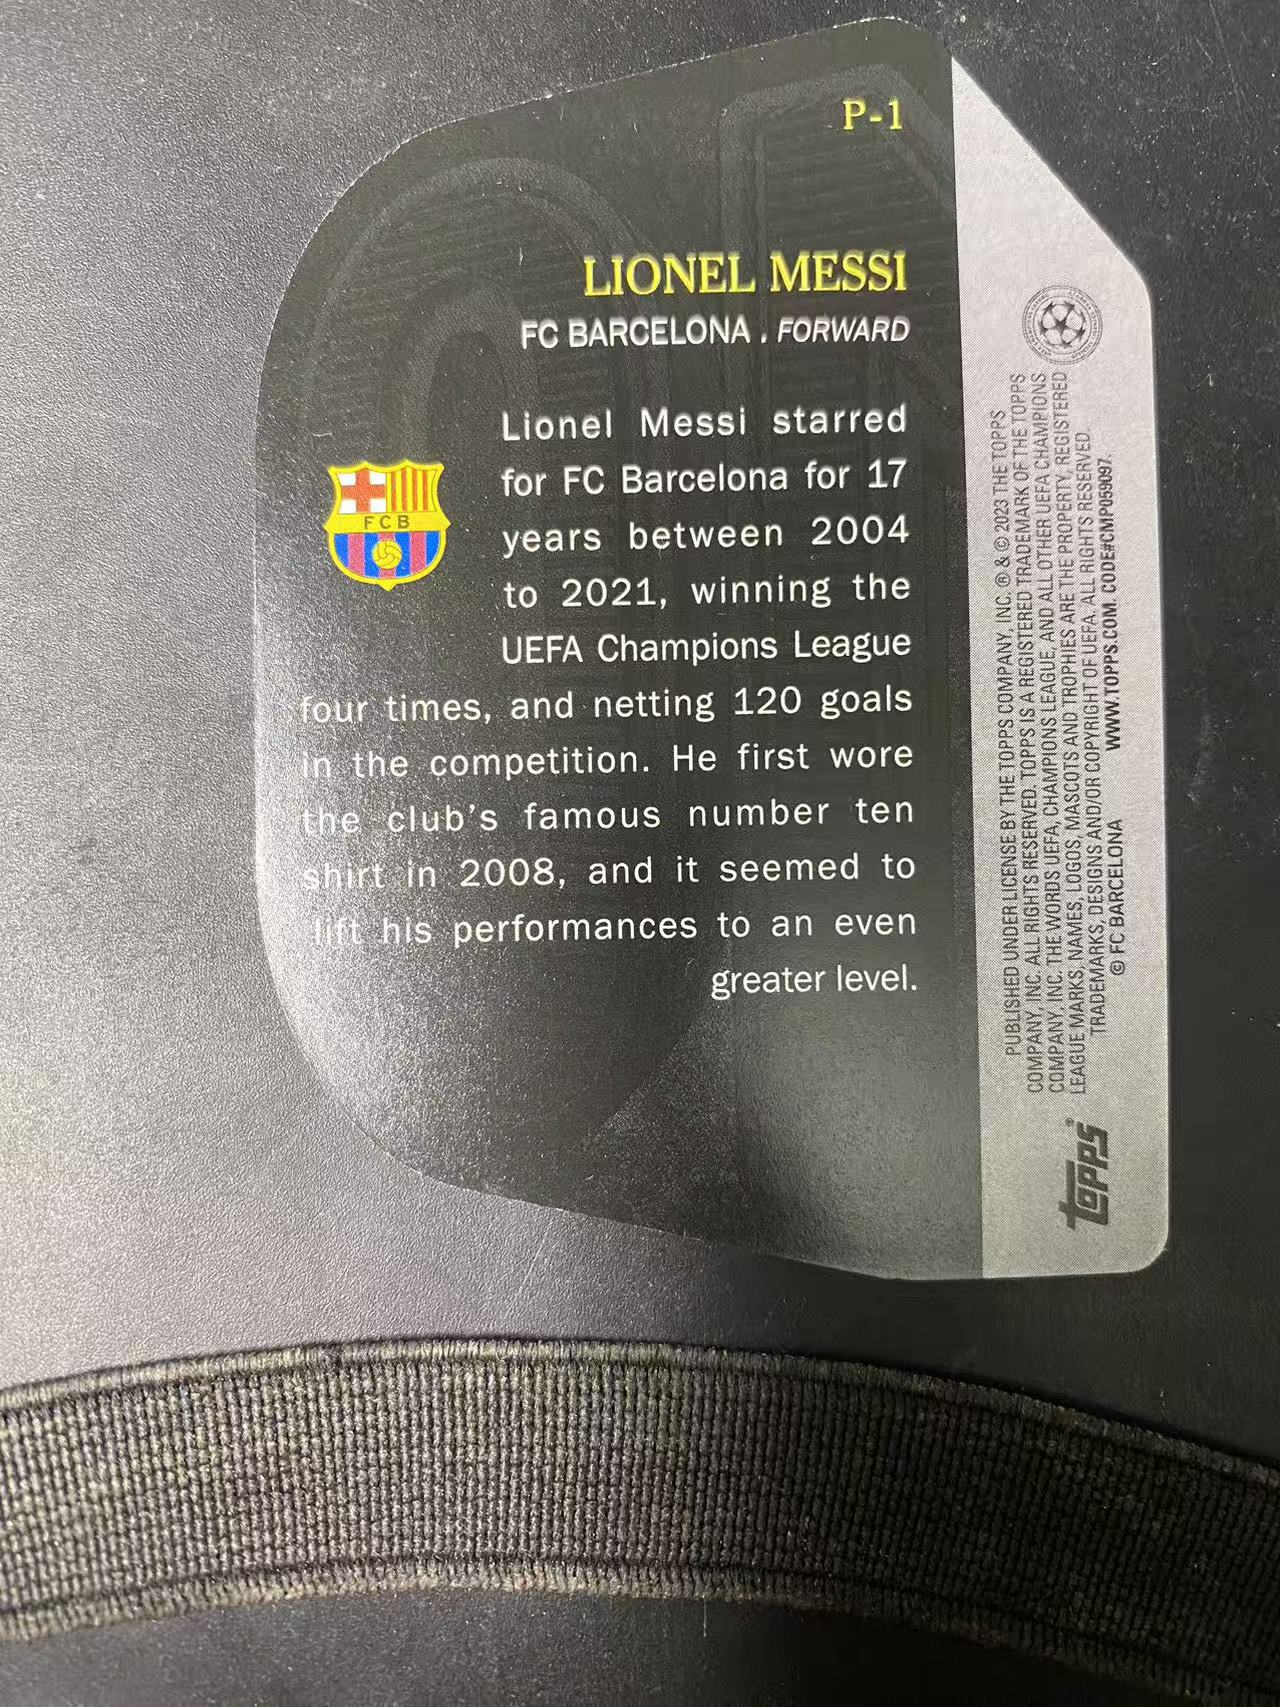 P-1
LIONEL MESSI
FC BARCELONA . FORWARD
Lionel Messi starred
for FC Barcelona for 17
years between 2004
to 2021, winning the
UEFA Champions League
four times, and netting 120 goals
in the competition. He first wore
the club's famous number ten
shirt in 2008, and it seemed to
lift his performances to an even
greater level.
FCB
PUBLISHED UNDER LICENSE BY THE TOPPS COMPANY, INC. ® & © 2023 THE TOPPS
COMPANY, INC. ALL RIGHTS RESERVED. TOPPS IS A REGISTERED TRADEMARK OF THE TOPPS
COMPANY, INC. THE WORDS UEFA, CHAMPIONS LEAGUE, AND ALL OTHER UEFA CHAMPIONS
LEAGUE MARKS, NAMES, LOGOS, MASCOTS AND TROPHIES ARE THE PROPERTY, REGISTERED
TRADEMARKS, DESIGNS AND/OR COPYRIGHT OF UEFA. ALL RIGHTS RESERVED.
© FC BARCELONA WWW.TOPPS.COM. CODE#CMP059097.
topps®